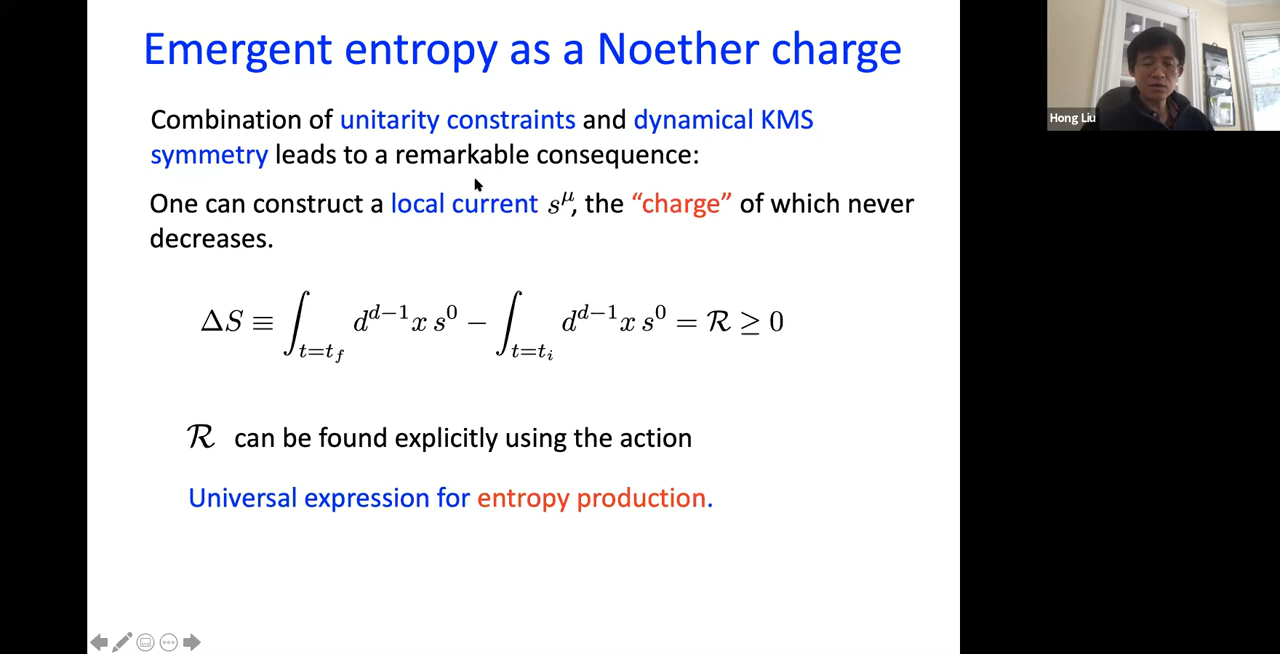 Emergent entropy as a Noether charge
Hong Liu
Combination of unitarity constraints and dynamical KMS
symmetry leads to a remarkable consequence:
One can construct a local current s^μ, the “charge” of which never
decreases.
ΔS ≡ ∫_{t=t_f} d^{d−1}x s^0 − ∫_{t=t_i} d^{d−1}x s^0 = ℛ ≥ 0
ℛ can be found explicitly using the action
Universal expression for entropy production.